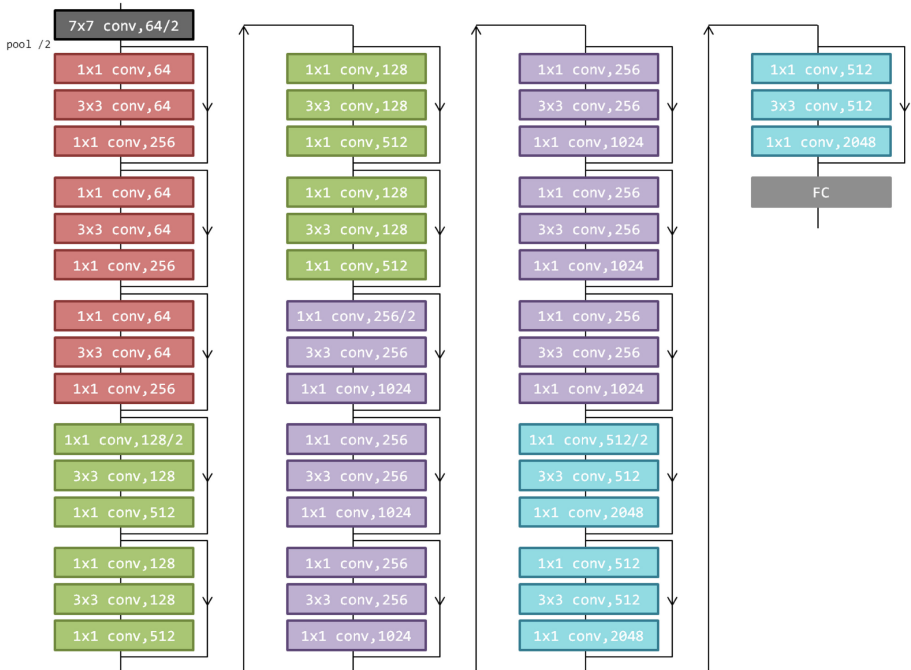 7x7 conv,64/2
pool /2
1x1 conv,64
3x3 conv,64
1x1 conv,256
1x1 conv,64
3x3 conv,64
1x1 conv,256
1x1 conv,64
3x3 conv,64
1x1 conv,256
1x1 conv,128/2
3x3 conv,128
1x1 conv,512
1x1 conv,128
3x3 conv,128
1x1 conv,512
1x1 conv,128
3x3 conv,128
1x1 conv,512
1x1 conv,128
3x3 conv,128
1x1 conv,512
1x1 conv,256/2
3x3 conv,256
1x1 conv,1024
1x1 conv,256
3x3 conv,256
1x1 conv,1024
1x1 conv,256
3x3 conv,256
1x1 conv,1024
1x1 conv,256
3x3 conv,256
1x1 conv,1024
1x1 conv,256
3x3 conv,256
1x1 conv,1024
1x1 conv,256
3x3 conv,256
1x1 conv,1024
1x1 conv,512/2
3x3 conv,512
1x1 conv,2048
1x1 conv,512
3x3 conv,512
1x1 conv,2048
1x1 conv,512
3x3 conv,512
1x1 conv,2048
FC